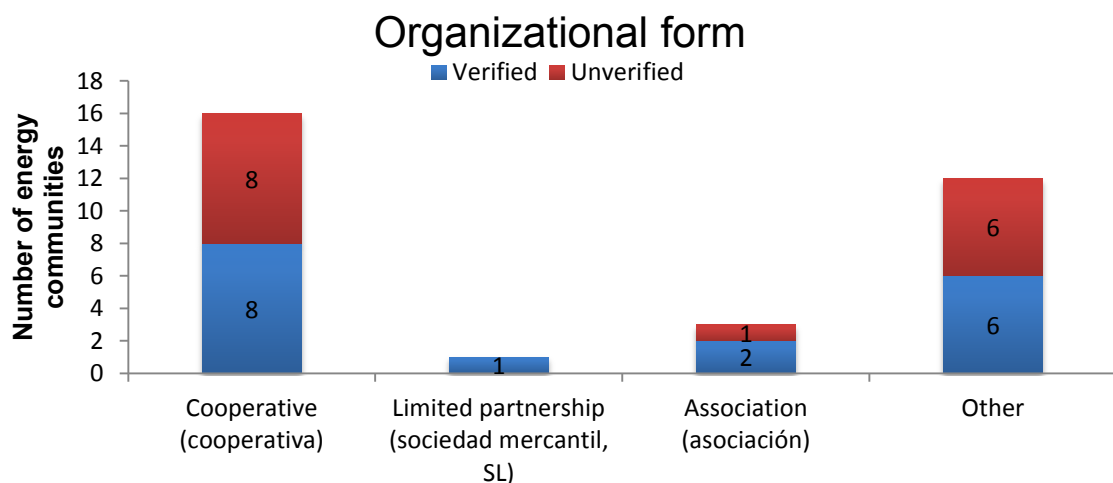 Organizational form
Verified Unverified
Number of energy
communities
18
16
14
12
10
8
6
4
2
0
8
8
1
1
2
6
6
Cooperative
(cooperativa)
Limited partnership
(sociedad mercantil,
SL)
Association
(asociación)
Other